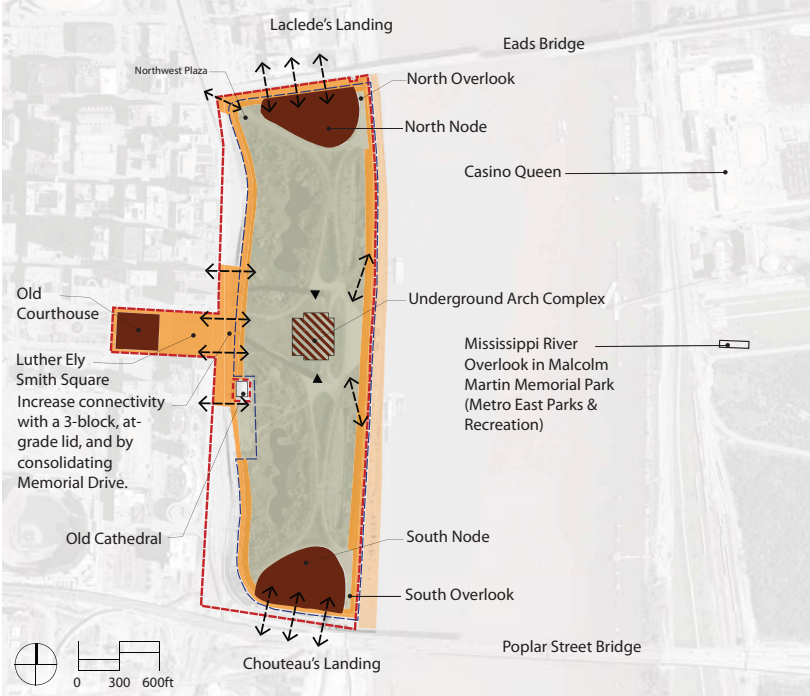 Laclede's Landing
Eads Bridge
Northwest Plaza
North Overlook
North Node
Casino Queen
Old
Courthouse
Underground Arch Complex
Mississippi River
Overlook in Malcolm
Martin Memorial Park
(Metro East Parks &
Recreation)
Luther Ely
Smith Square
Increase connectivity
with a 3-block, at-
grade lid, and by
consolidating
Memorial Drive.
Old Cathedral
South Node
South Overlook
Chouteau's Landing
Poplar Street Bridge
0 300 600ft